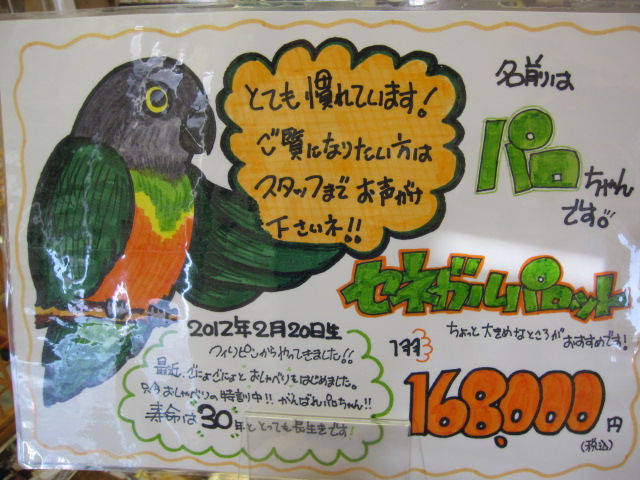 とても慣れています!
ご覧になりたい方は
スタッフまでお声がけ
下さいネ!!
名前は
パロちゃん
です。
セネガルパロット
ちょっと大きめなところが
おすすめです!
2012年2月20日生
フィリピンからやってきました!!
最近、ごにょごにょとおしゃべりをはじめました。
只今おしゃべりの特訓中!! がんばれパロちゃん!!
寿命は30年ととっても長生きです!
1羽
168,000円
(税込)